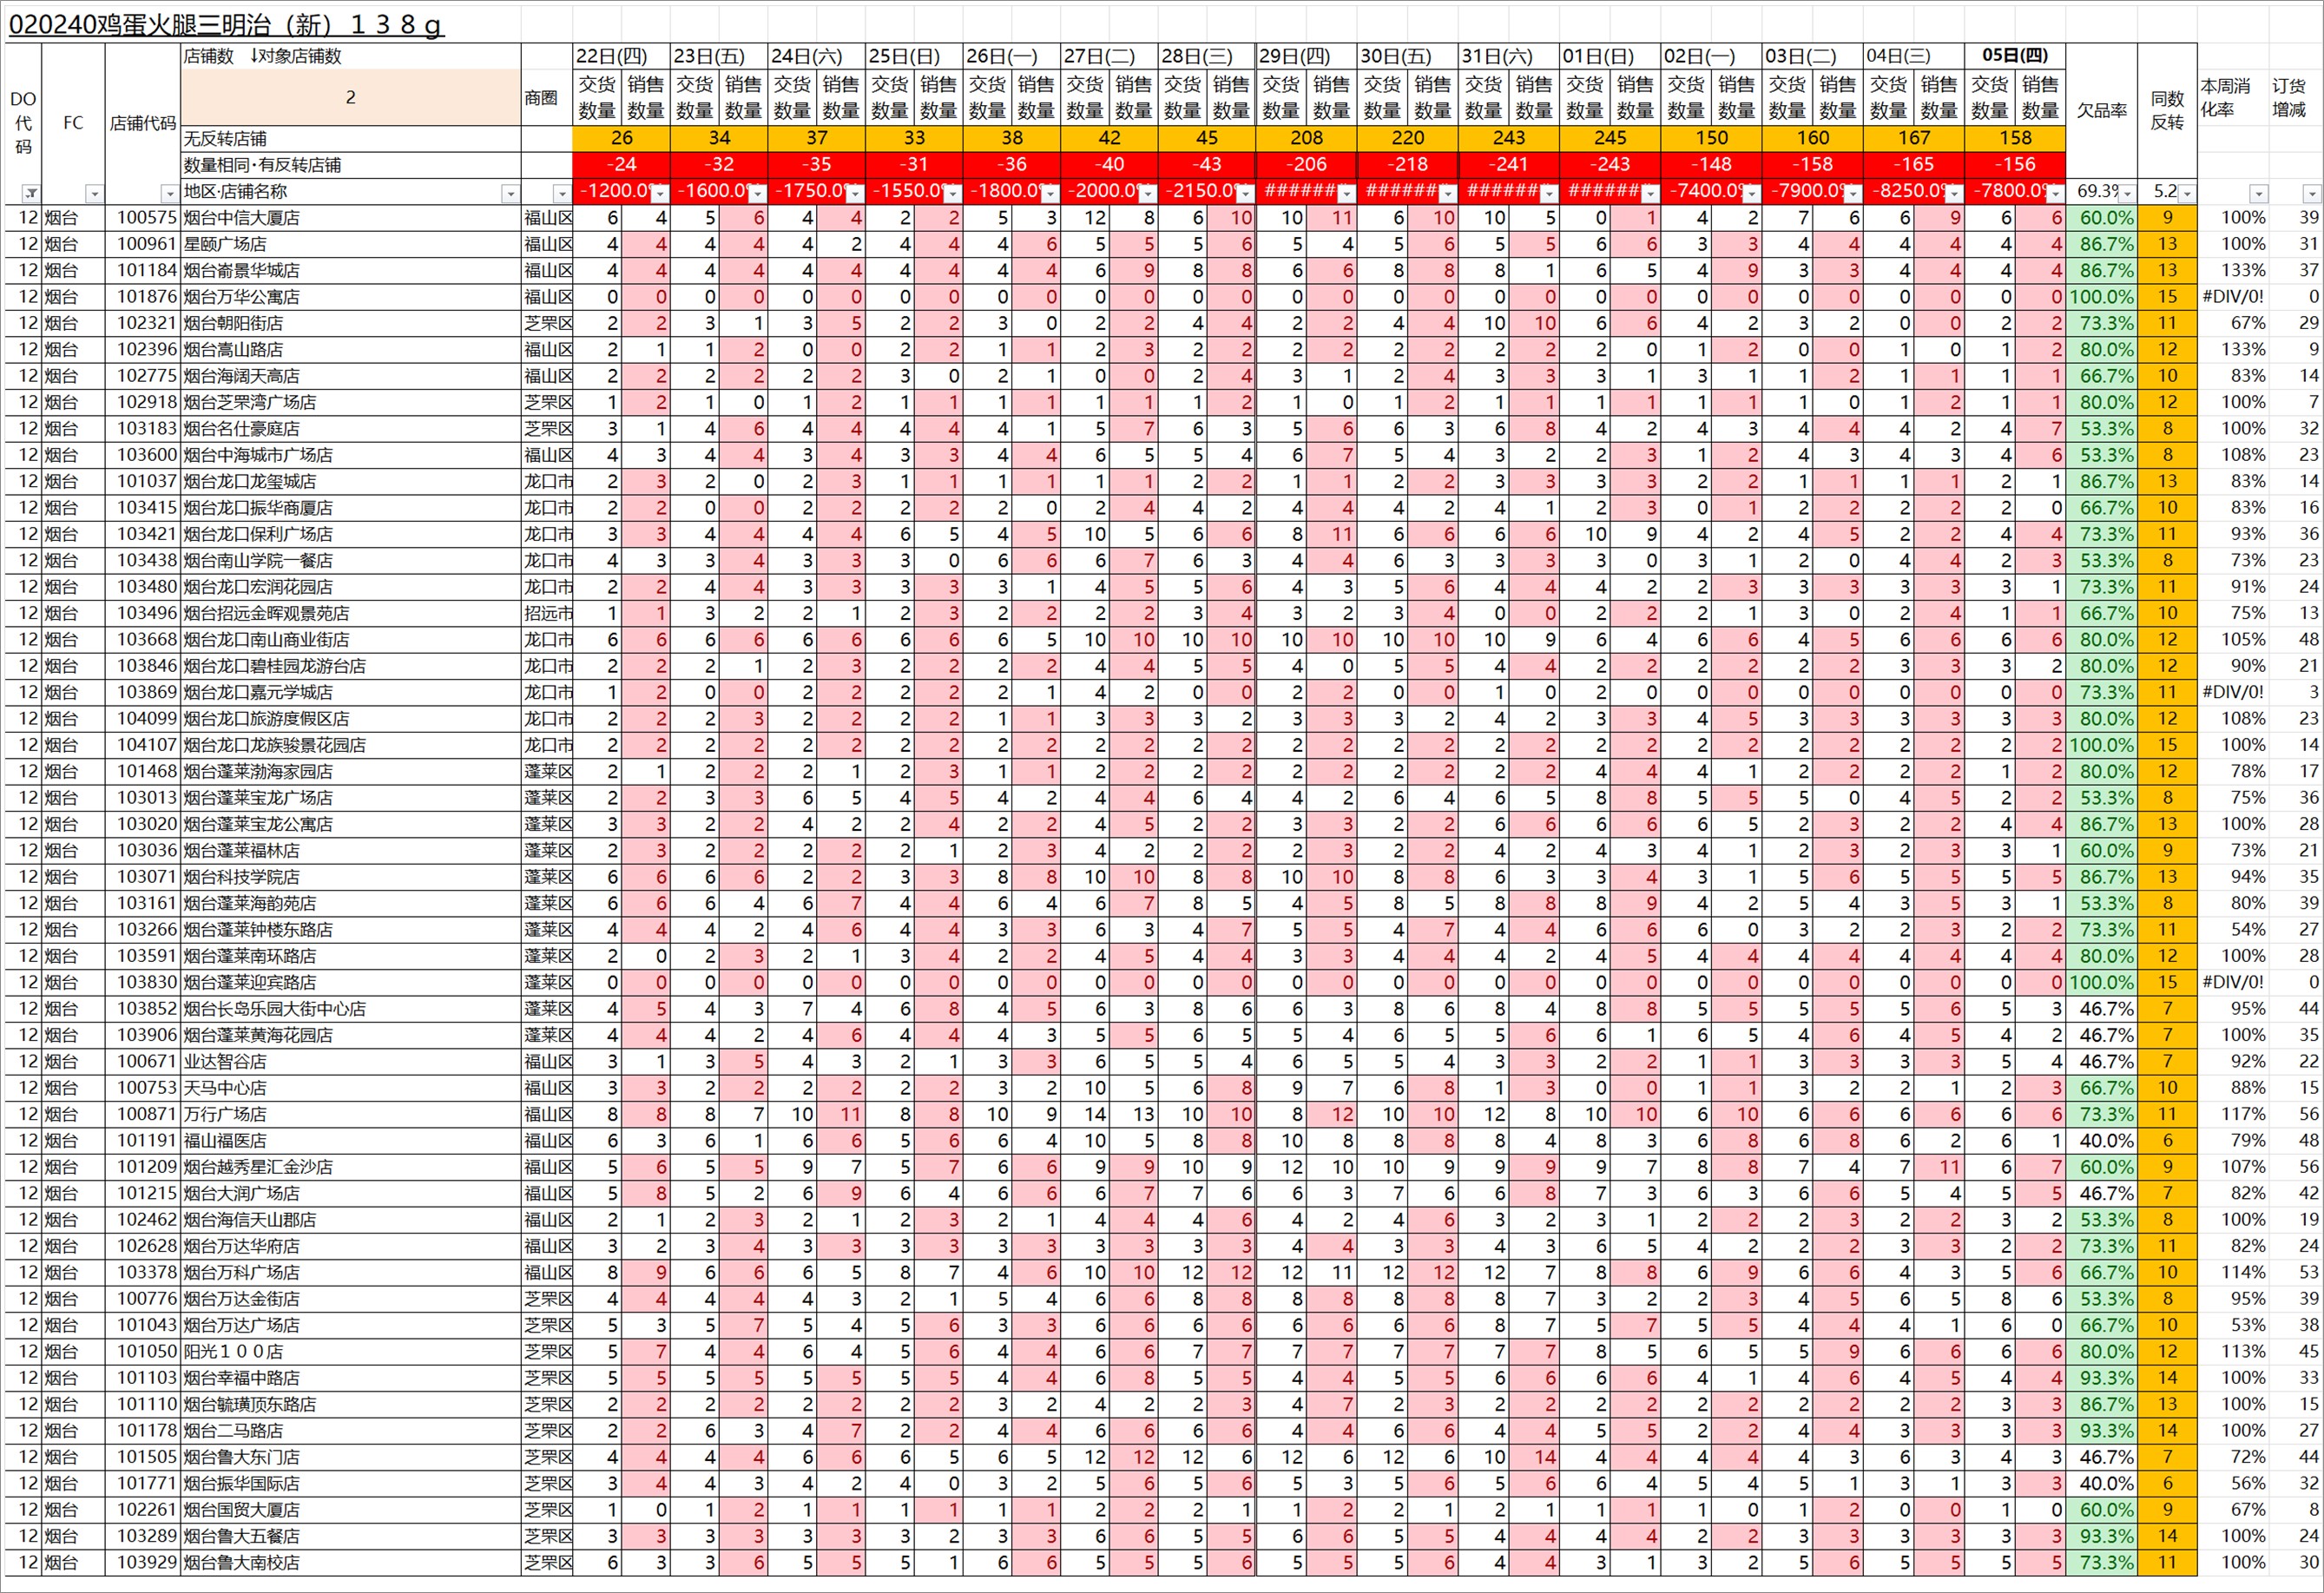 020240鸡蛋火腿三明治（新）１３８ｇ
DO代码 FC 店铺代码 店铺数 ↓对象店铺数 商圈 22日(四) 23日(五) 24日(六) 25日(日) 26日(一) 27日(二) 28日(三) 29日(四) 30日(五) 31日(六) 01日(日) 02日(一) 03日(二) 04日(三) 05日(四) 欠品率 同数反转 本周消化率 订货增减
2 交货数量 销售数量 交货数量 销售数量 交货数量 销售数量 交货数量 销售数量 交货数量 销售数量 交货数量 销售数量 交货数量 销售数量 交货数量 销售数量 交货数量 销售数量 交货数量 销售数量 交货数量 销售数量 交货数量 销售数量 交货数量 销售数量 交货数量 销售数量 交货数量 销售数量
无反转店铺 26 34 37 33 38 42 45 208 220 243 245 150 160 167 158
数量相同·有反转店铺 -24 -32 -35 -31 -36 -40 -43 -206 -218 -241 -243 -148 -158 -165 -156
地区·店铺名称 -1200.0% -1600.0% -1750.0% -1550.0% -1800.0% -2000.0% -2150.0% ###### ###### ###### ###### -7400.0% -7900.0% -8250.0% -7800.0% 69.3% 5.2
12 烟台 100575 烟台中信大厦店 福山区 6 4 5 6 4 4 2 2 5 3 12 8 6 10 10 11 6 10 10 5 0 1 4 2 7 6 6 9 6 6 60.0% 9 100% 39
12 烟台 100961 星颐广场店 福山区 4 4 4 4 4 2 4 4 4 6 5 5 5 6 5 4 5 6 5 5 6 6 3 3 4 4 4 4 4 4 86.7% 13 100% 31
12 烟台 101184 烟台嵛景华城店 福山区 4 4 4 4 4 4 4 4 4 4 6 9 8 8 6 6 8 8 8 1 6 5 4 9 3 3 4 4 4 4 86.7% 13 133% 37
12 烟台 101876 烟台万华公寓店 福山区 0 0 0 0 0 0 0 0 0 0 0 0 0 0 0 0 0 0 0 0 0 0 0 0 0 0 0 0 0 0 100.0% 15 #DIV/0! 0
12 烟台 102321 烟台朝阳街店 芝罘区 2 2 3 1 3 5 2 2 3 0 2 2 4 4 2 2 4 4 10 10 6 6 4 2 3 2 0 0 2 2 73.3% 11 67% 29
12 烟台 102396 烟台嵩山路店 福山区 2 1 1 2 0 0 2 2 1 1 2 3 2 2 2 2 2 2 2 2 2 0 1 2 0 0 1 0 1 2 80.0% 12 133% 9
12 烟台 102775 烟台海阔天高店 福山区 2 2 2 2 2 2 3 0 2 1 0 0 2 4 3 1 2 4 3 3 3 1 3 1 1 2 1 1 1 1 66.7% 10 83% 14
12 烟台 102918 烟台芝罘湾广场店 芝罘区 1 2 1 0 1 2 1 1 1 1 1 1 1 2 1 0 1 2 1 1 1 1 1 1 1 0 1 2 1 1 80.0% 12 100% 7
12 烟台 103183 烟台名仕豪庭店 芝罘区 3 1 4 6 4 4 4 4 4 1 5 7 6 3 5 6 6 3 6 8 4 2 4 3 4 4 4 2 4 7 53.3% 8 100% 32
12 烟台 103600 烟台中海城市广场店 福山区 4 3 4 4 3 4 3 3 4 4 6 5 5 4 6 7 5 4 3 2 2 3 1 2 4 3 4 3 4 6 53.3% 8 108% 23
12 烟台 101037 烟台龙口龙玺城店 龙口市 2 3 2 0 2 3 1 1 1 1 1 1 2 2 1 1 2 2 3 3 3 3 2 2 1 1 1 1 2 1 86.7% 13 83% 14
12 烟台 103415 烟台龙口振华商厦店 龙口市 2 2 0 0 2 2 2 2 2 0 2 4 4 2 4 4 4 2 4 1 2 3 0 1 2 2 2 2 2 0 66.7% 10 83% 16
12 烟台 103421 烟台龙口保利广场店 龙口市 3 3 4 4 4 4 6 5 4 5 10 5 6 6 8 11 6 6 6 6 10 9 4 2 4 5 2 2 4 4 73.3% 11 93% 36
12 烟台 103438 烟台南山学院一餐店 龙口市 4 3 3 4 3 3 3 0 6 6 6 7 6 3 4 4 6 3 3 3 3 0 3 1 2 0 4 4 2 3 53.3% 8 73% 23
12 烟台 103480 烟台龙口宏润花园店 龙口市 2 2 4 4 3 3 3 3 3 1 4 5 5 6 4 3 5 6 4 4 4 2 2 3 3 3 3 3 3 1 73.3% 11 91% 24
12 烟台 103496 烟台招远金晖观景苑店 招远市 1 1 3 2 2 1 2 3 2 2 2 2 3 4 3 2 3 4 0 0 2 2 2 1 3 0 2 4 1 1 66.7% 10 75% 13
12 烟台 103668 烟台龙口南山商业街店 龙口市 6 6 6 6 6 6 6 6 6 5 10 10 10 10 10 10 10 10 10 9 6 4 6 6 4 5 6 6 6 6 80.0% 12 105% 48
12 烟台 103846 烟台龙口碧桂园龙游台店 龙口市 2 2 2 1 2 3 2 2 2 2 4 4 5 5 4 0 5 5 4 4 2 2 2 2 2 2 3 3 3 2 80.0% 12 90% 21
12 烟台 103869 烟台龙口嘉元学城店 龙口市 1 2 0 0 2 2 2 2 2 1 4 2 0 0 2 2 0 0 1 0 2 0 0 0 0 0 0 0 0 0 73.3% 11 #DIV/0! 3
12 烟台 104099 烟台龙口旅游度假区店 龙口市 2 2 2 3 2 2 2 2 1 1 3 3 3 2 3 3 3 2 4 2 3 3 4 5 3 3 3 3 3 3 80.0% 12 108% 23
12 烟台 104107 烟台龙口龙族骏景花园店 龙口市 2 2 2 2 2 2 2 2 2 2 2 2 2 2 2 2 2 2 2 2 2 2 2 2 2 2 2 2 2 2 100.0% 15 100% 14
12 烟台 101468 烟台蓬莱渤海家园店 蓬莱区 2 1 2 2 2 1 2 3 1 1 2 2 2 2 2 2 2 2 2 2 4 4 4 1 2 2 2 2 1 2 80.0% 12 78% 17
12 烟台 103013 烟台蓬莱宝龙广场店 蓬莱区 2 2 3 3 6 5 4 5 4 2 4 4 6 4 4 2 6 4 6 5 8 8 5 5 5 0 4 5 2 2 53.3% 8 75% 36
12 烟台 103020 烟台蓬莱宝龙公寓店 蓬莱区 3 3 2 2 4 2 2 4 2 2 4 5 2 2 3 3 2 2 6 6 6 6 6 5 2 3 2 2 4 4 86.7% 13 100% 28
12 烟台 103036 烟台蓬莱福林店 蓬莱区 2 3 2 2 2 2 2 1 2 3 4 2 2 2 2 3 2 2 4 2 4 3 4 1 2 3 2 3 3 1 60.0% 9 73% 21
12 烟台 103071 烟台科技学院店 蓬莱区 6 6 6 6 2 2 3 3 8 8 10 10 8 8 10 10 8 8 6 3 3 4 3 1 5 6 5 5 5 5 86.7% 13 94% 35
12 烟台 103161 烟台蓬莱海韵苑店 蓬莱区 6 6 6 4 6 7 4 4 6 4 6 7 8 5 4 5 8 5 8 8 8 9 4 2 5 4 3 5 3 1 53.3% 8 80% 39
12 烟台 103266 烟台蓬莱钟楼东路店 蓬莱区 4 4 4 2 4 6 4 4 3 3 6 3 4 7 5 5 4 7 4 4 6 6 6 0 3 2 2 3 2 2 73.3% 11 54% 27
12 烟台 103591 烟台蓬莱南环路店 蓬莱区 2 0 2 3 2 1 3 4 2 2 4 5 4 4 3 3 4 4 4 2 4 5 4 4 4 4 4 4 4 4 80.0% 12 100% 28
12 烟台 103830 烟台蓬莱迎宾路店 蓬莱区 0 0 0 0 0 0 0 0 0 0 0 0 0 0 0 0 0 0 0 0 0 0 0 0 0 0 0 0 0 0 100.0% 15 #DIV/0! 0
12 烟台 103852 烟台长岛乐园大街中心店 蓬莱区 4 5 4 3 7 4 6 8 4 5 6 3 8 6 6 3 8 6 8 4 8 8 5 5 5 5 5 6 5 3 46.7% 7 95% 44
12 烟台 103906 烟台蓬莱黄海花园店 蓬莱区 4 4 4 2 4 6 4 4 4 3 5 5 6 5 5 4 6 5 5 6 6 1 6 5 4 6 4 5 4 2 46.7% 7 100% 35
12 烟台 100671 业达智谷店 福山区 3 1 3 5 4 3 2 1 3 3 6 5 5 4 6 5 5 4 3 3 2 2 1 1 3 3 3 3 5 4 46.7% 7 92% 22
12 烟台 100753 天马中心店 福山区 3 3 2 2 2 2 2 2 3 2 10 5 6 8 9 7 6 8 1 3 0 0 1 1 3 2 2 1 2 3 66.7% 10 88% 15
12 烟台 100871 万行广场店 福山区 8 8 8 7 10 11 8 8 10 9 14 13 10 10 8 12 10 10 12 8 10 10 6 10 6 6 6 6 6 6 73.3% 11 117% 56
12 烟台 101191 福山福医店 福山区 6 3 6 1 6 6 5 6 6 4 10 5 8 8 10 8 8 8 8 4 8 3 6 8 6 8 6 2 6 1 40.0% 6 79% 48
12 烟台 101209 烟台越秀星汇金沙店 福山区 5 6 5 5 9 7 5 7 6 6 9 9 10 9 12 10 10 9 9 9 9 7 8 8 7 4 7 11 6 7 60.0% 9 107% 56
12 烟台 101215 烟台大润广场店 福山区 5 8 5 2 6 9 6 4 6 6 6 7 7 6 6 3 7 6 6 8 7 3 6 3 6 6 5 4 5 5 46.7% 7 82% 42
12 烟台 102462 烟台海信天山郡店 福山区 2 1 2 3 2 1 2 3 2 1 4 4 4 6 4 2 4 6 3 2 3 1 2 2 2 3 2 2 3 2 53.3% 8 100% 19
12 烟台 102628 烟台万达华府店 福山区 3 2 3 4 3 3 3 3 3 3 3 3 3 3 4 4 3 3 4 3 6 5 4 2 2 2 3 3 2 2 73.3% 11 82% 24
12 烟台 103378 烟台万科广场店 福山区 8 9 6 6 6 5 8 7 4 6 10 10 12 12 12 11 12 12 12 7 8 8 6 9 6 6 4 3 5 6 66.7% 10 114% 53
12 烟台 100776 烟台万达金街店 芝罘区 4 4 4 4 4 3 2 1 5 4 6 6 8 8 8 8 8 8 8 7 3 2 2 3 4 5 6 5 8 6 53.3% 8 95% 39
12 烟台 101043 烟台万达广场店 芝罘区 5 3 5 7 5 4 5 6 3 3 6 6 6 6 6 6 6 6 8 7 5 7 5 5 4 4 4 1 6 0 66.7% 10 53% 38
12 烟台 101050 阳光１００店 芝罘区 5 7 4 4 6 4 5 6 4 4 6 6 7 7 7 7 7 7 7 7 8 5 6 5 5 9 6 6 6 6 80.0% 12 113% 45
12 烟台 101103 烟台幸福中路店 芝罘区 5 5 5 5 5 5 5 5 4 4 6 8 5 5 4 4 5 5 6 6 6 6 4 1 4 6 4 5 4 4 93.3% 14 100% 33
12 烟台 101110 烟台毓璜顶东路店 芝罘区 2 2 2 2 2 2 2 2 3 2 4 2 2 3 4 7 2 3 2 2 2 2 2 2 2 2 2 2 3 3 86.7% 13 100% 15
12 烟台 101178 烟台二马路店 芝罘区 2 2 6 3 4 7 2 2 4 4 6 6 6 6 4 4 6 6 4 4 5 5 2 2 4 4 3 3 3 3 93.3% 14 100% 27
12 烟台 101505 烟台鲁大东门店 芝罘区 4 4 4 4 6 6 6 5 6 5 12 12 12 6 12 6 12 6 10 14 4 4 4 4 4 3 6 3 4 3 46.7% 7 72% 44
12 烟台 101771 烟台振华国际店 芝罘区 3 4 4 3 4 2 4 0 3 2 5 6 5 6 5 3 5 6 5 6 6 4 5 4 5 1 3 1 3 3 40.0% 6 56% 32
12 烟台 102261 烟台国贸大厦店 芝罘区 1 0 1 2 1 1 1 1 1 1 2 2 2 1 1 2 2 1 2 1 1 1 1 0 1 2 0 0 1 0 60.0% 9 67% 8
12 烟台 103289 烟台鲁大五餐店 芝罘区 3 3 3 3 3 3 3 2 3 3 6 6 5 5 6 6 5 5 4 4 4 4 2 2 3 3 3 3 3 3 93.3% 14 100% 24
12 烟台 103929 烟台鲁大南校店 芝罘区 6 3 3 6 5 5 5 1 6 6 5 5 5 6 5 5 5 6 4 4 3 1 3 2 5 6 5 5 5 5 73.3% 11 100% 30